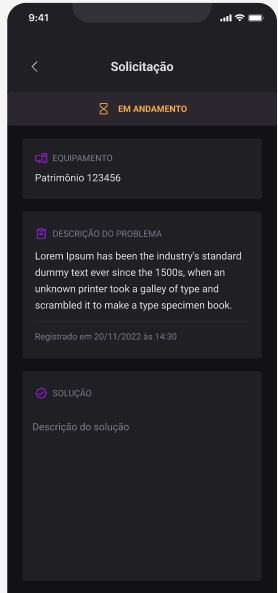 9:41
Solicitação
EM ANDAMENTO
EQUIPAMENTO
Patrimônio 123456
DESCRIÇÃO DO PROBLEMA
Lorem Ipsum has been the industry's standard
dummy text ever since the 1500s, when an
unknown printer took a galley of type and
scrambled it to make a type specimen book.
Registrado em 20/11/2022 às 14:30
SOLUÇÃO
Descrição do solução